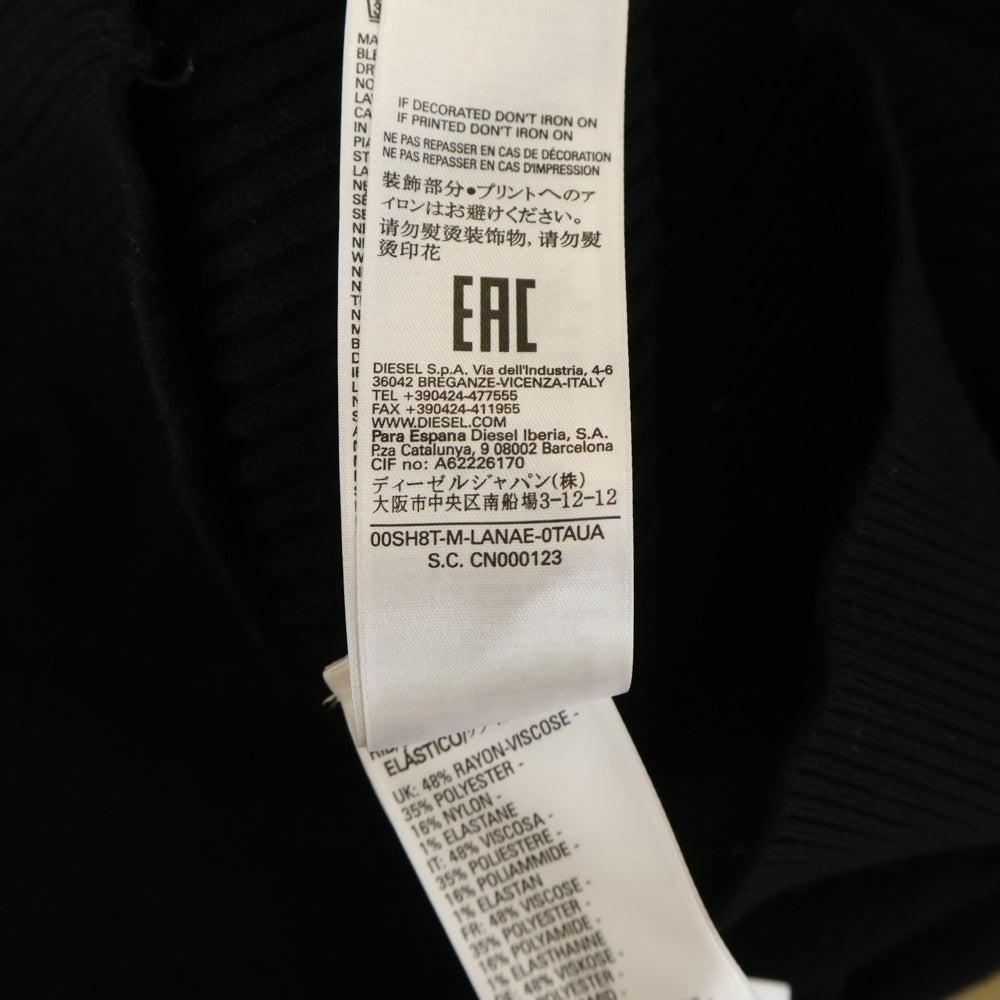 IF DECORATED DON'T IRON ON
IF PRINTED DON'T IRON ON
NE PAS REPASSER EN CAS DE DÉCORATION
NE PAS REPASSER EN CAS D'IMPRESSION
装飾部分●プリントへのア
イロンはお避けください。
请勿熨烫装饰物, 请勿熨
烫印花
EAC
DIESEL S.p.A. Via dell'Industria, 4-6
36042 BREGANZE-VICENZA-ITALY
TEL +390424-477555
FAX +390424-411955
WWW.DIESEL.COM
Para Espana Diesel Iberia, S.A.
P.za Catalunya, 9 08002 Barcelona
CIF no: A62226170
ディーゼルジャパン(株)
大阪市中央区南船場3-12-12
00SH8T-M-LANAE-0TAUA
S.C. CN000123
ELÁSTICO/
UK: 48% RAYON-VISCOSE -
35% POLYESTER -
16% NYLON -
1% ELASTANE
IT: 48% VISCOSA -
35% POLIESTERE -
16% POLIAMMIDE -
1% ELASTAN
FR: 48% VISCOSE -
35% POLYESTER -
16% POLYAMIDE -
1% ELASTHANNE
48% VISKOSE -
POLYESTER -